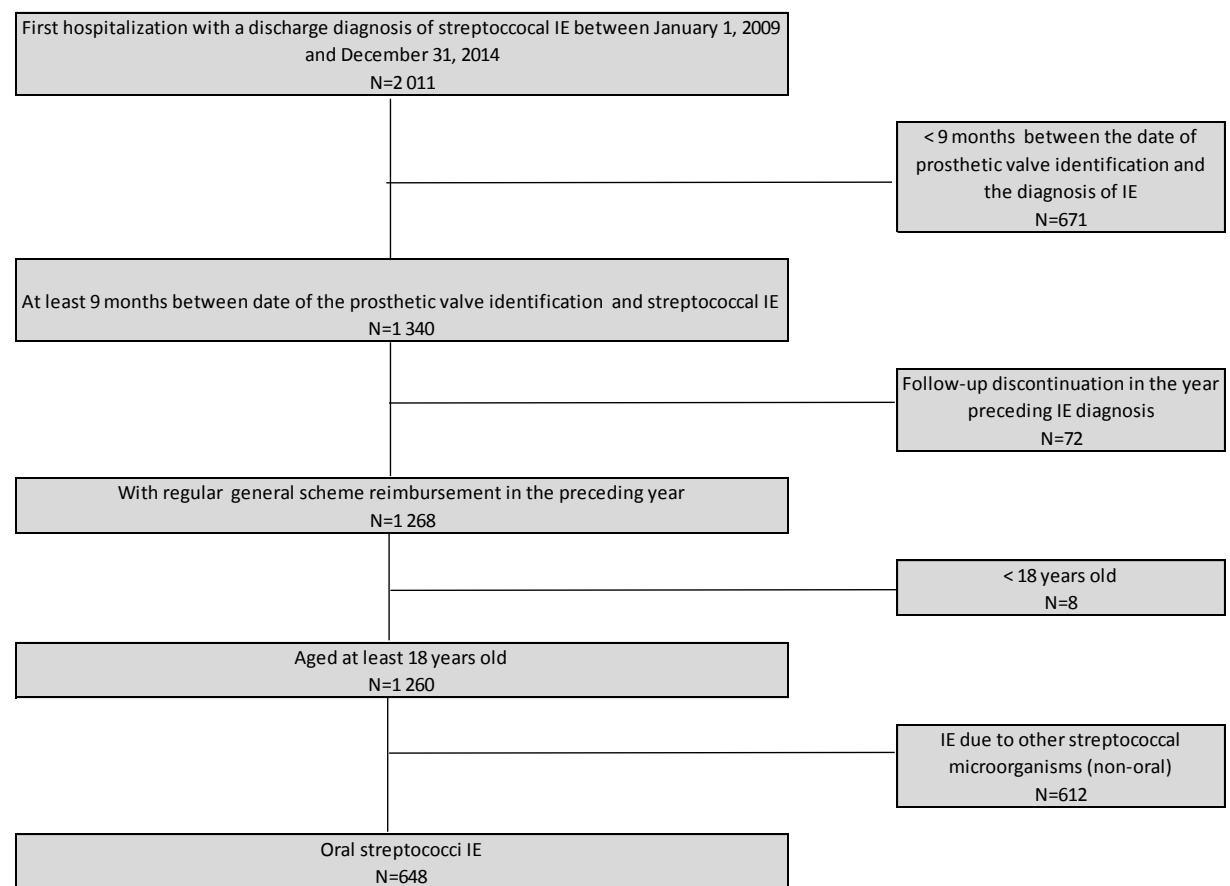 First hospitalization with a discharge diagnosis of streptoccocal IE between January 1, 2009
and December 31, 2014
N=2 011
< 9 months between the date of
prosthetic valve identification and
the diagnosis of IE
N=671
At least 9 months between date of the prosthetic valve identification and streptococcal IE
N=1 340
Follow-up discontinuation in the year
preceding IE diagnosis
N=72
With regular general scheme reimbursement in the preceding year
N=1 268
< 18 years old
N=8
Aged at least 18 years old
N=1 260
IE due to other streptococcal
microorganisms (non-oral)
N=612
Oral streptococci IE
N=648